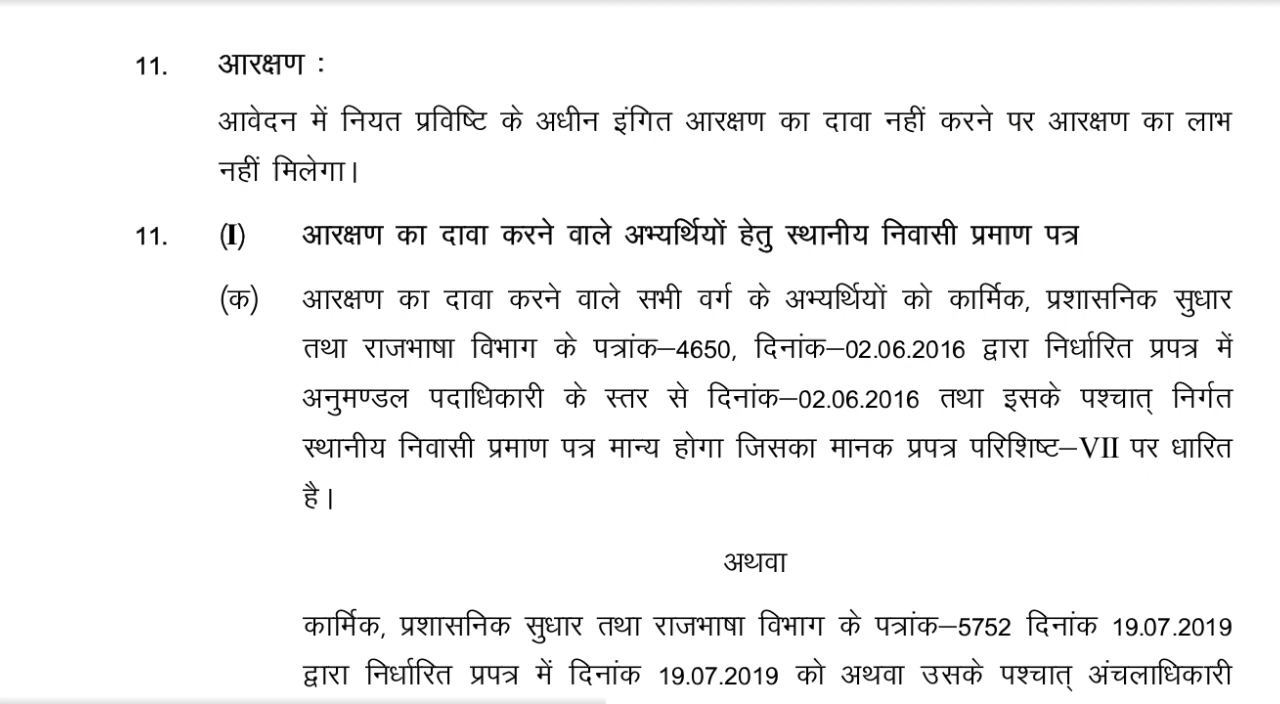 11. आरक्षण :
आवेदन में नियत प्रविष्टि के अधीन इंगित आरक्षण का दावा नहीं करने पर आरक्षण का लाभ
नहीं मिलेगा।
11. (I) आरक्षण का दावा करने वाले अभ्यर्थियों हेतु स्थानीय निवासी प्रमाण पत्र
(क) आरक्षण का दावा करने वाले सभी वर्ग के अभ्यर्थियों को कार्मिक, प्रशासनिक सुधार
तथा राजभाषा विभाग के पत्रांक–4650, दिनांक–02.06.2016 द्वारा निर्धारित प्रपत्र में
अनुमण्डल पदाधिकारी के स्तर से दिनांक–02.06.2016 तथा इसके पश्चात् निर्गत
स्थानीय निवासी प्रमाण पत्र मान्य होगा जिसका मानक प्रपत्र परिशिष्ट–VII पर धारित
है।
अथवा
कार्मिक, प्रशासनिक सुधार तथा राजभाषा विभाग के पत्रांक–5752 दिनांक 19.07.2019
द्वारा निर्धारित प्रपत्र में दिनांक 19.07.2019 को अथवा उसके पश्चात् अंचलाधिकारी